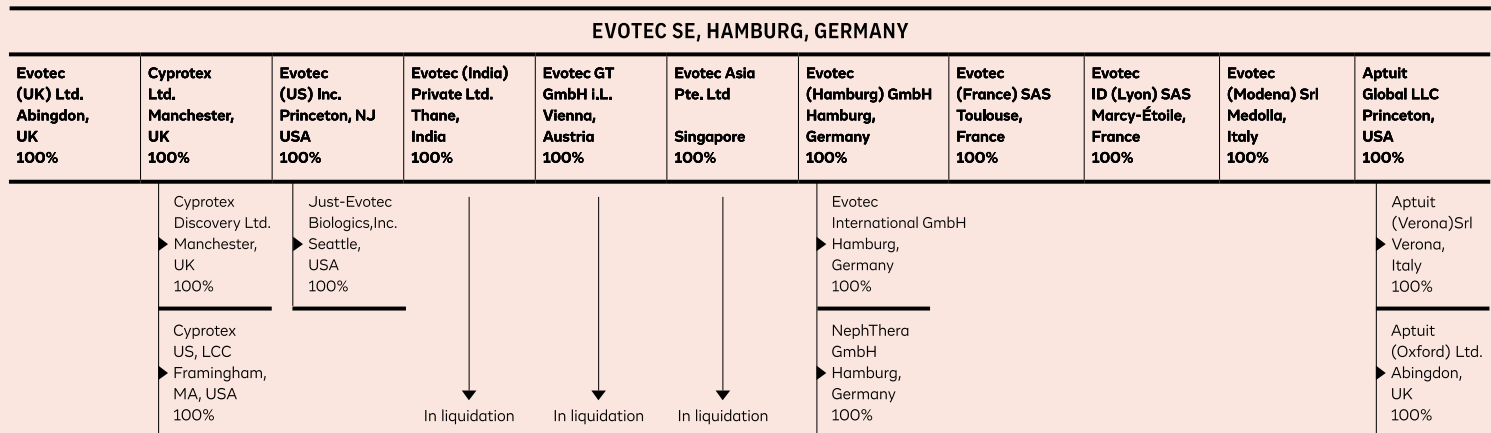 EVOTEC SE, HAMBURG, GERMANY
Evotec
(UK) Ltd.
Abingdon,
UK
100%
Cyprotex
Ltd.
Manchester,
UK
100%
Evotec
(US) Inc.
Princeton, NJ
USA
100%
Evotec (India)
Private Ltd.
Thane,
India
100%
Evotec GT
GmbH i.L.
Vienna,
Austria
100%
Evotec Asia
Pte. Ltd
Singapore
100%
Evotec
(Hamburg) GmbH
Hamburg,
Germany
100%
Evotec
(France) SAS
Toulouse,
France
100%
Evotec
ID (Lyon) SAS
Marcy-Étoile,
France
100%
Evotec
(Modena) Srl
Medolla,
Italy
100%
Aptuit
Global LLC
Princeton,
USA
100%
Cyprotex
Discovery Ltd.
Manchester,
UK
100%
Just-Evotec
Biologics,Inc.
Seattle,
USA
100%
Evotec
International GmbH
Hamburg,
Germany
100%
Aptuit
(Verona)Srl
Verona,
Italy
100%
Cyprotex
US, LCC
Framingham,
MA, USA
100%
In liquidation
In liquidation
In liquidation
NephThera
GmbH
Hamburg,
Germany
100%
Aptuit
(Oxford) Ltd.
Abingdon,
UK
100%